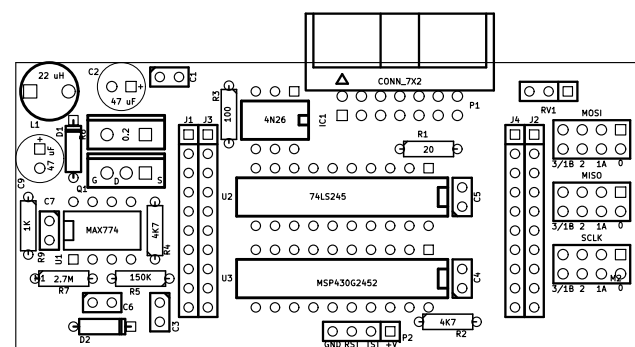 22 uH
L1
C2
47 uF
C1
R3
100
4N26
IC1
CONN_7X2
P1
RV1
MOSI
3/1B 2 1A 0
D1
R6
0.2
J1 J3
J4 J2
R1
20
47 uF
C9
G D S
Q1
U2
74LS245
C5
MISO
3/1B 2 1A 0
1K
R9
C7
MAX774
U1
4K7
R4
SCLK
3/1B 2 1A 0
M2
U3
MSP430G2452
C4
M1
2.7M
R7
150K
R5
C6
C3
D2
GND RST TST +V
P2
4K7
R2